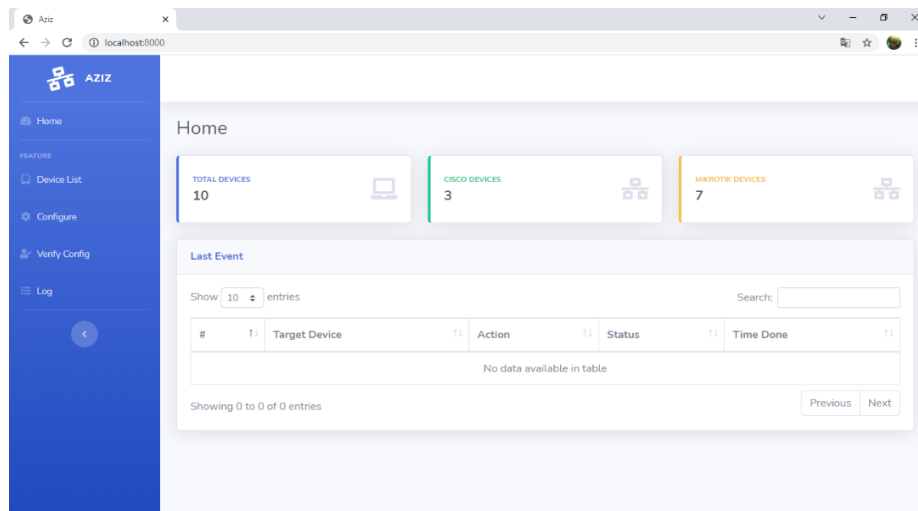 Aziz
localhost:8000
AZIZ
Home
FEATURE
Device List
Configure
Verify Config
Log
Home
TOTAL DEVICES
10
CISCO DEVICES
3
MIKROTIK DEVICES
7
Last Event
Show 10 entries
Search:
# Target Device Action Status Time Done
No data available in table
Showing 0 to 0 of 0 entries
Previous Next